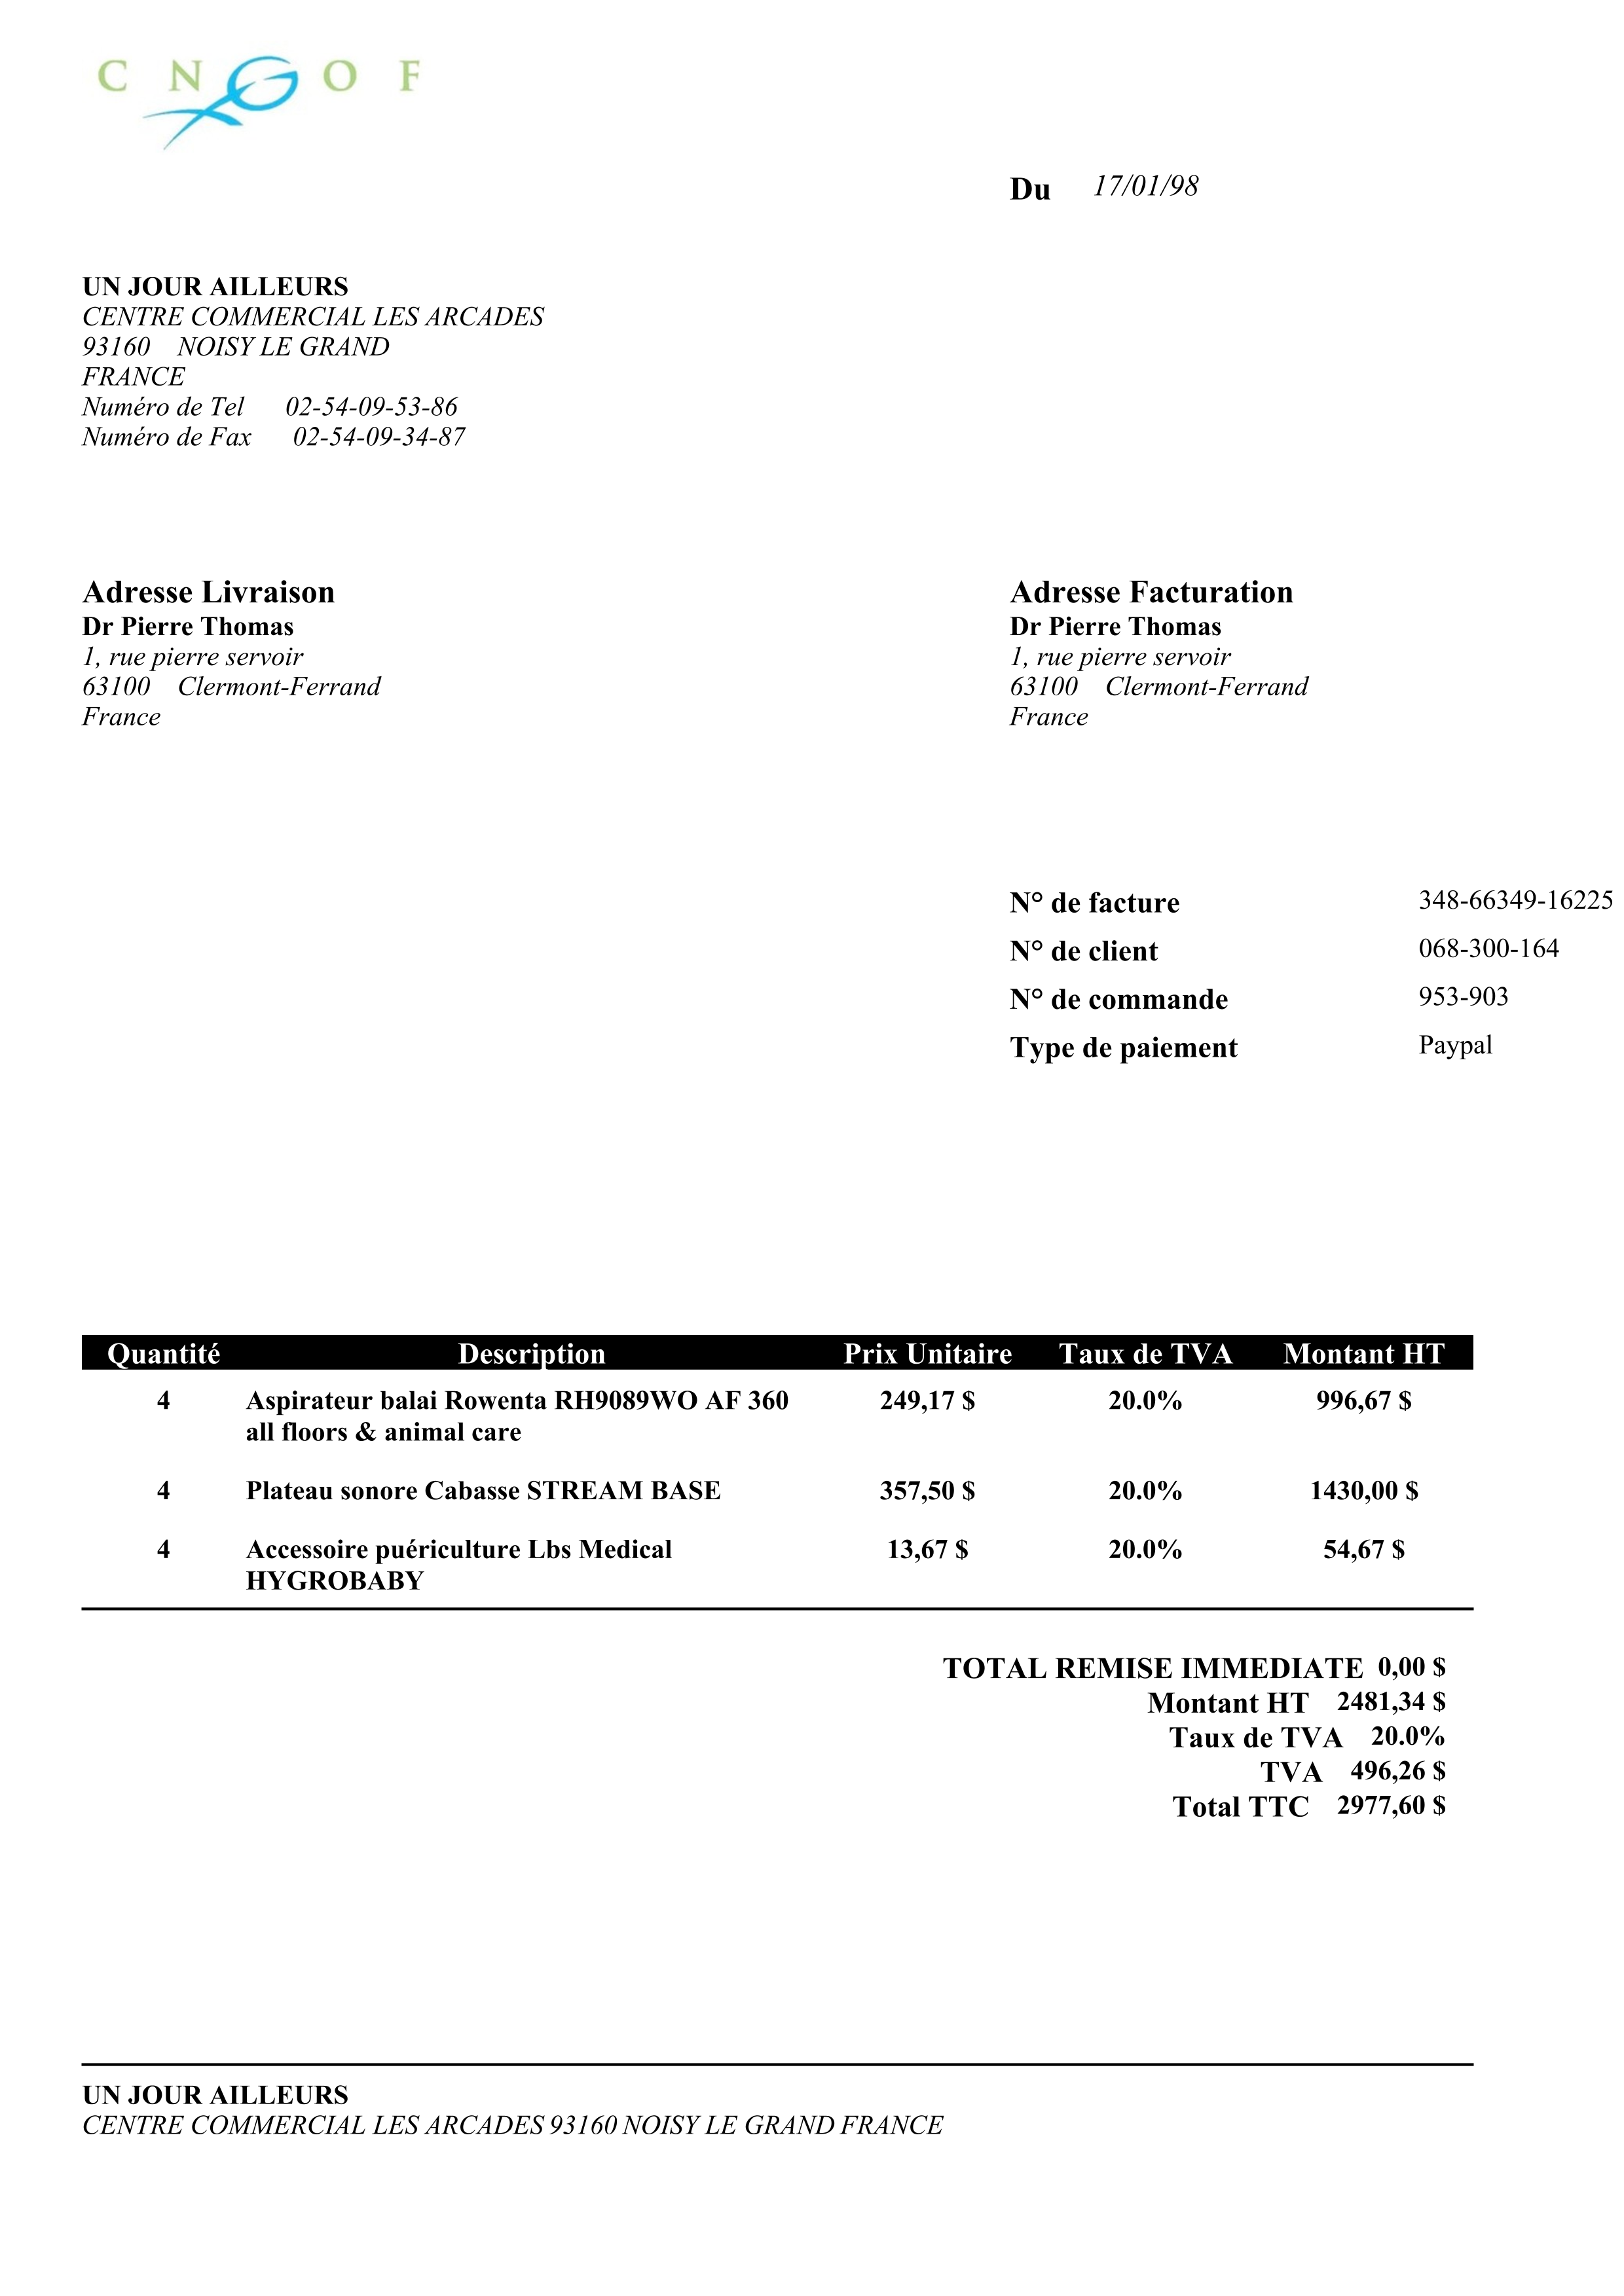 C N G O F
Du 17/01/98
UN JOUR AILLEURS
CENTRE COMMERCIAL LES ARCADES
93160 NOISY LE GRAND
FRANCE
Numéro de Tel 02-54-09-53-86
Numéro de Fax 02-54-09-34-87
Adresse Livraison
Dr Pierre Thomas
1, rue pierre servoir
63100 Clermont-Ferrand
France
Adresse Facturation
Dr Pierre Thomas
1, rue pierre servoir
63100 Clermont-Ferrand
France
N° de facture 348-66349-16225
N° de client 068-300-164
N° de commande 953-903
Type de paiement Paypal
Quantité Description Prix Unitaire Taux de TVA Montant HT
4 Aspirateur balai Rowenta RH9089WO AF 360 249,17 $ 20.0% 996,67 $
all floors & animal care
4 Plateau sonore Cabasse STREAM BASE 357,50 $ 20.0% 1430,00 $
4 Accessoire puériculture Lbs Medical 13,67 $ 20.0% 54,67 $
HYGROBABY
TOTAL REMISE IMMEDIATE 0,00 $
Montant HT 2481,34 $
Taux de TVA 20.0%
TVA 496,26 $
Total TTC 2977,60 $
UN JOUR AILLEURS
CENTRE COMMERCIAL LES ARCADES 93160 NOISY LE GRAND FRANCE